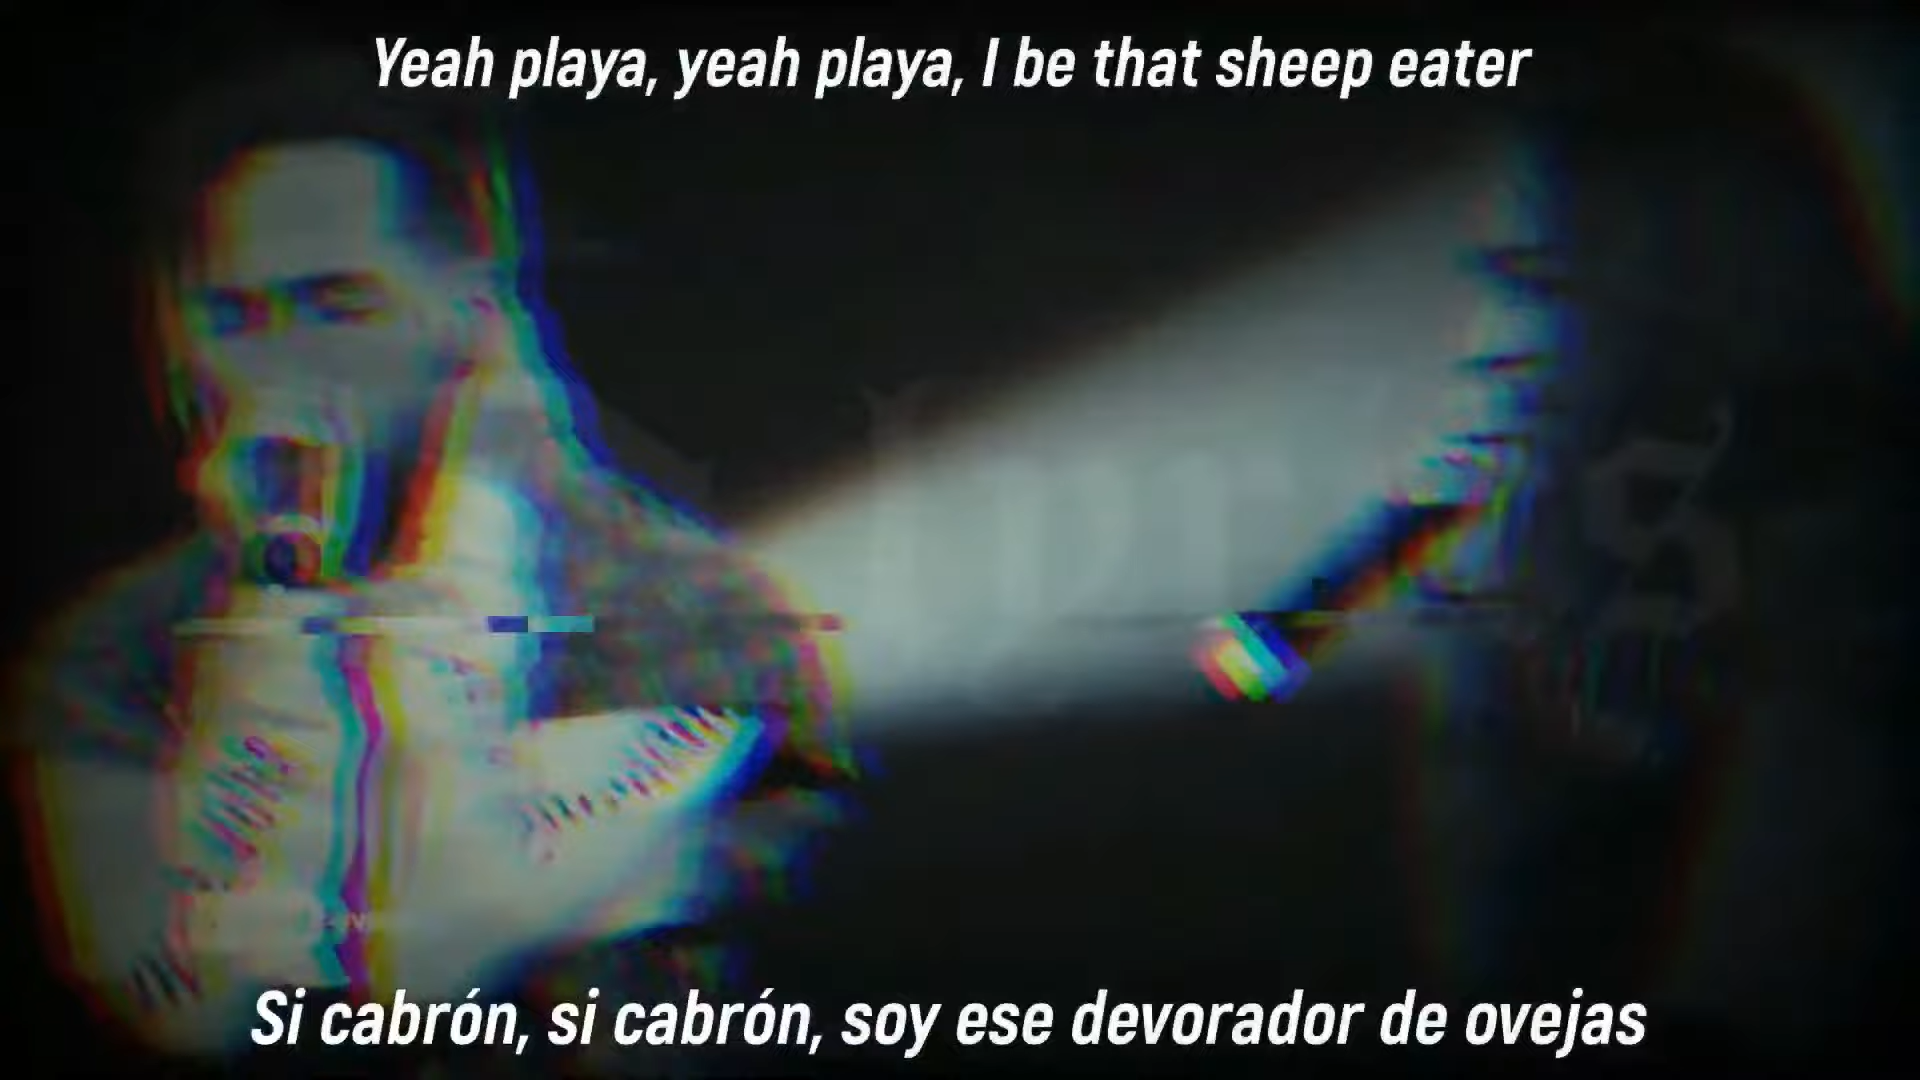 Yeah playa, yeah playa, I be that sheep eater
Si cabrón, si cabrón, soy ese devorador de ovejas